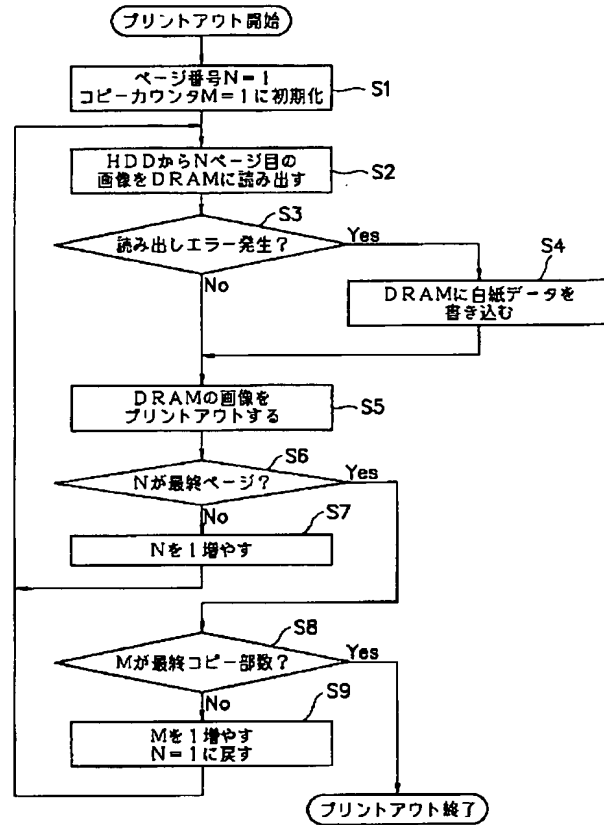 プリントアウト開始
ページ番号N=1
コピーカウンタM=1に初期化
S1
HDDからNページ目の
画像をDRAMに読み出す
S2
S3
読み出しエラー発生?
Yes
No
S4
DRAMに白紙データを
書き込む
DRAMの画像を
プリントアウトする
S5
S6
Nが最終ページ?
Yes
No
S7
Nを1増やす
S8
Mが最終コピー部数?
Yes
No
S9
Mを1増やす
N=1に戻す
プリントアウト終了